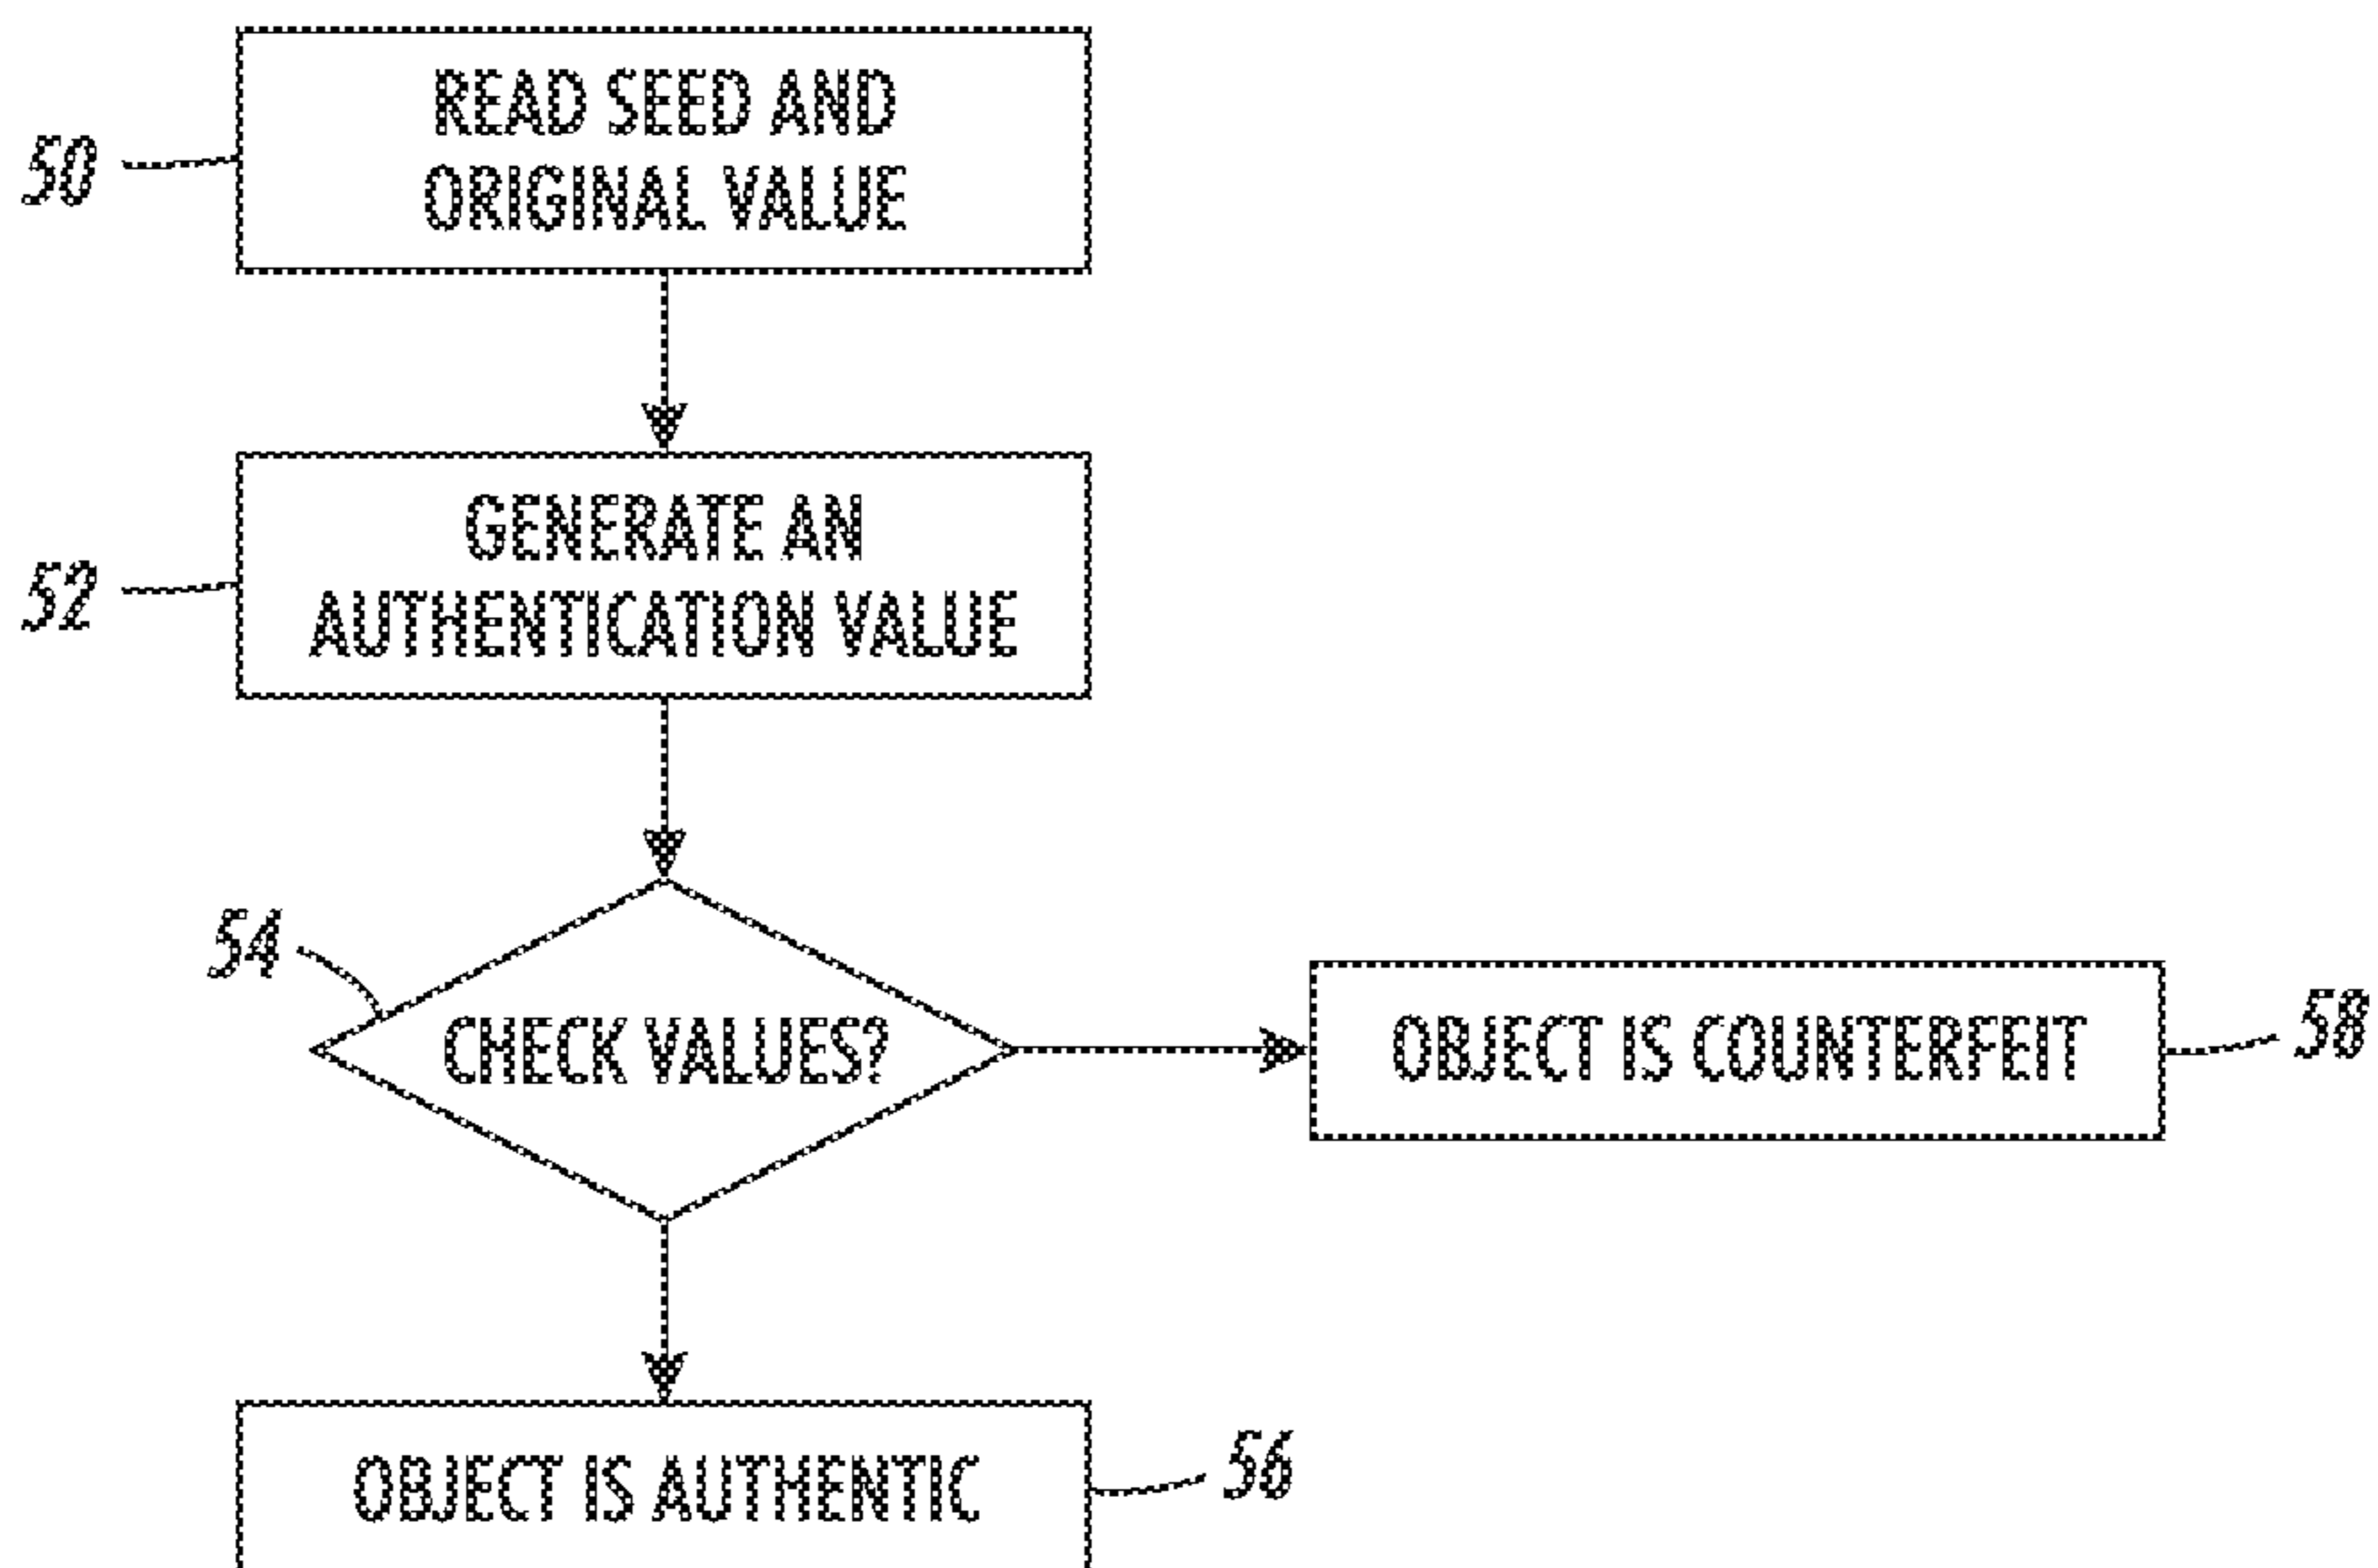 50
READ SEED AND
ORIGINAL VALUE
52
GENERATE AN
AUTHENTICATION VALUE
54
CHECK VALUES?
OBJECT IS COUNTERFEIT
58
OBJECT IS AUTHENTIC
56